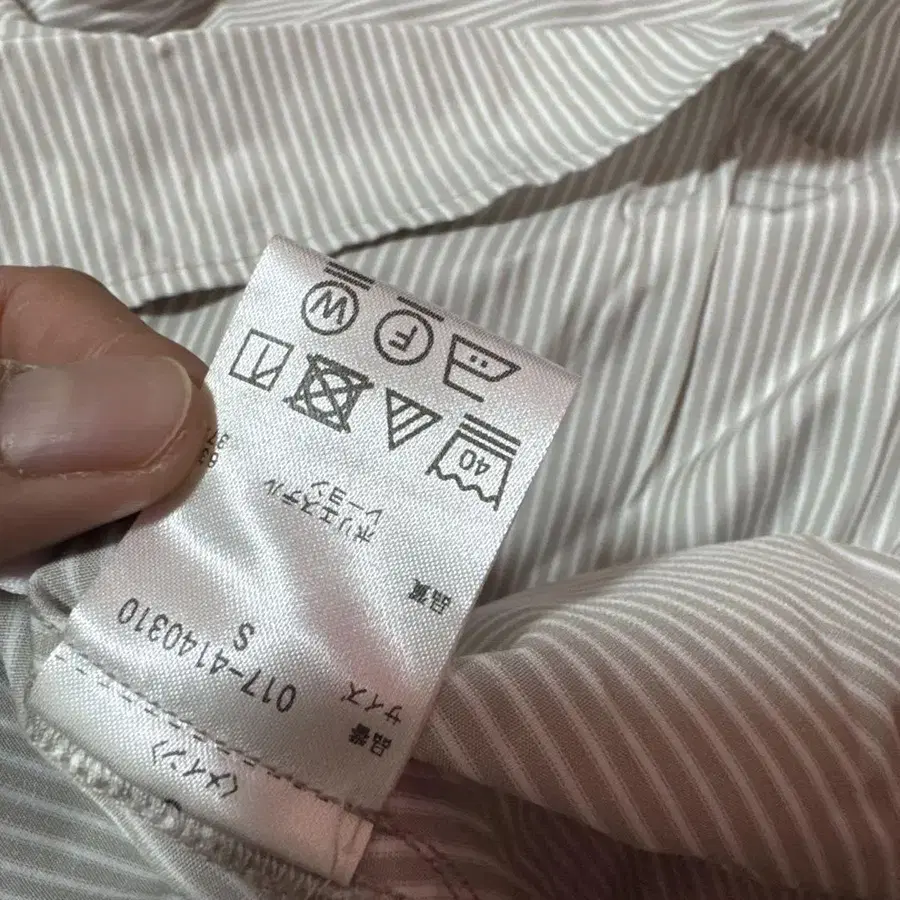 〈メイン〉
品番 017-4140310
サイズ S
品質
ポリエステル
レーヨン
40
F W